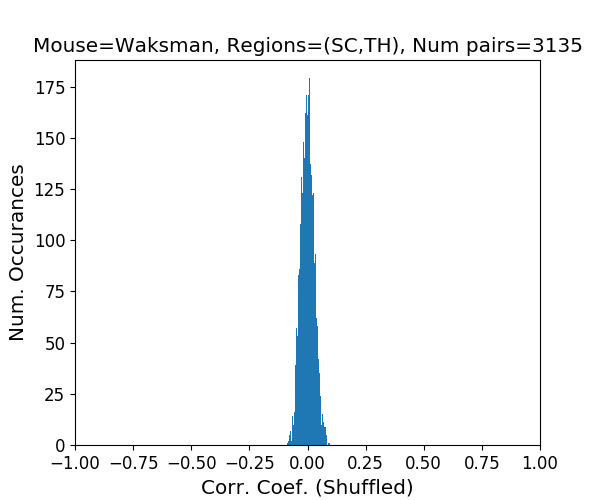 Mouse=Waksman, Regions=(SC,TH), Num pairs=3135
175
150
125
100
75
50
25
0
Num. Occurances
−1.00 −0.75 −0.50 −0.25 0.00 0.25 0.50 0.75 1.00
Corr. Coef. (Shuffled)